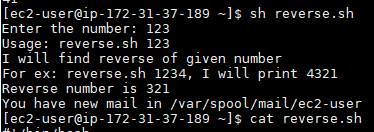 [ec2-user@ip-172-31-37-189 ~]$ sh reverse.sh
Enter the number: 123
Usage: reverse.sh 123
I will find reverse of given number
For ex: reverse.sh 1234, I will print 4321
Reverse number is 321
You have new mail in /var/spool/mail/ec2-user
[ec2-user@ip-172-31-37-189 ~]$ cat reverse.sh